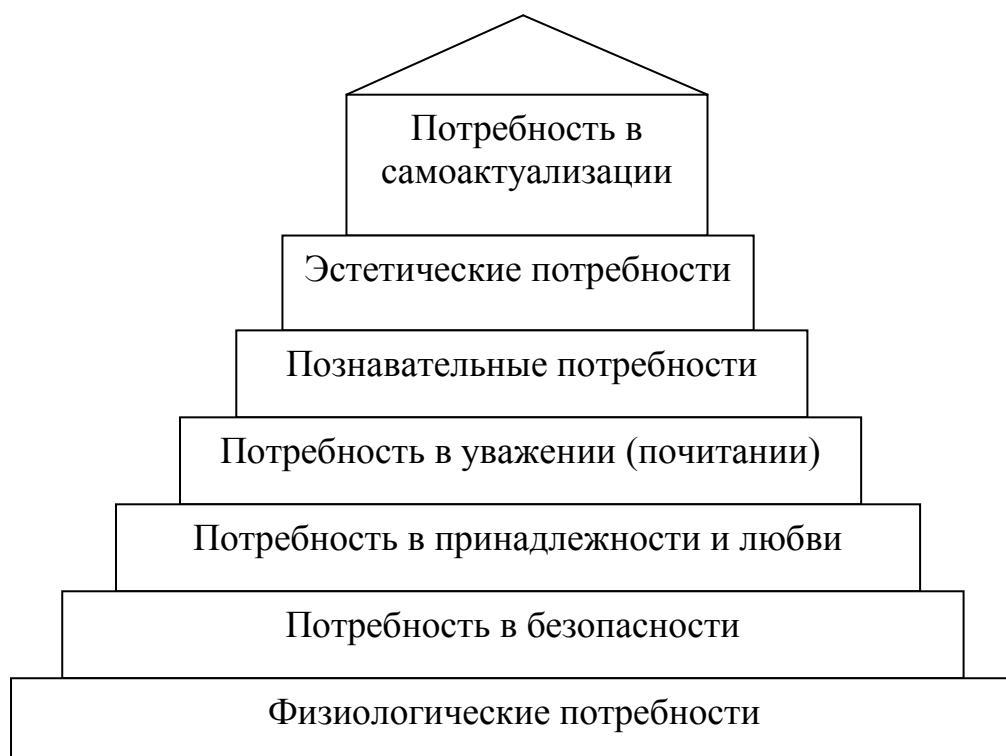 Потребность в
самоактуализации
Эстетические потребности
Познавательные потребности
Потребность в уважении (почитании)
Потребность в принадлежности и любви
Потребность в безопасности
Физиологические потребности